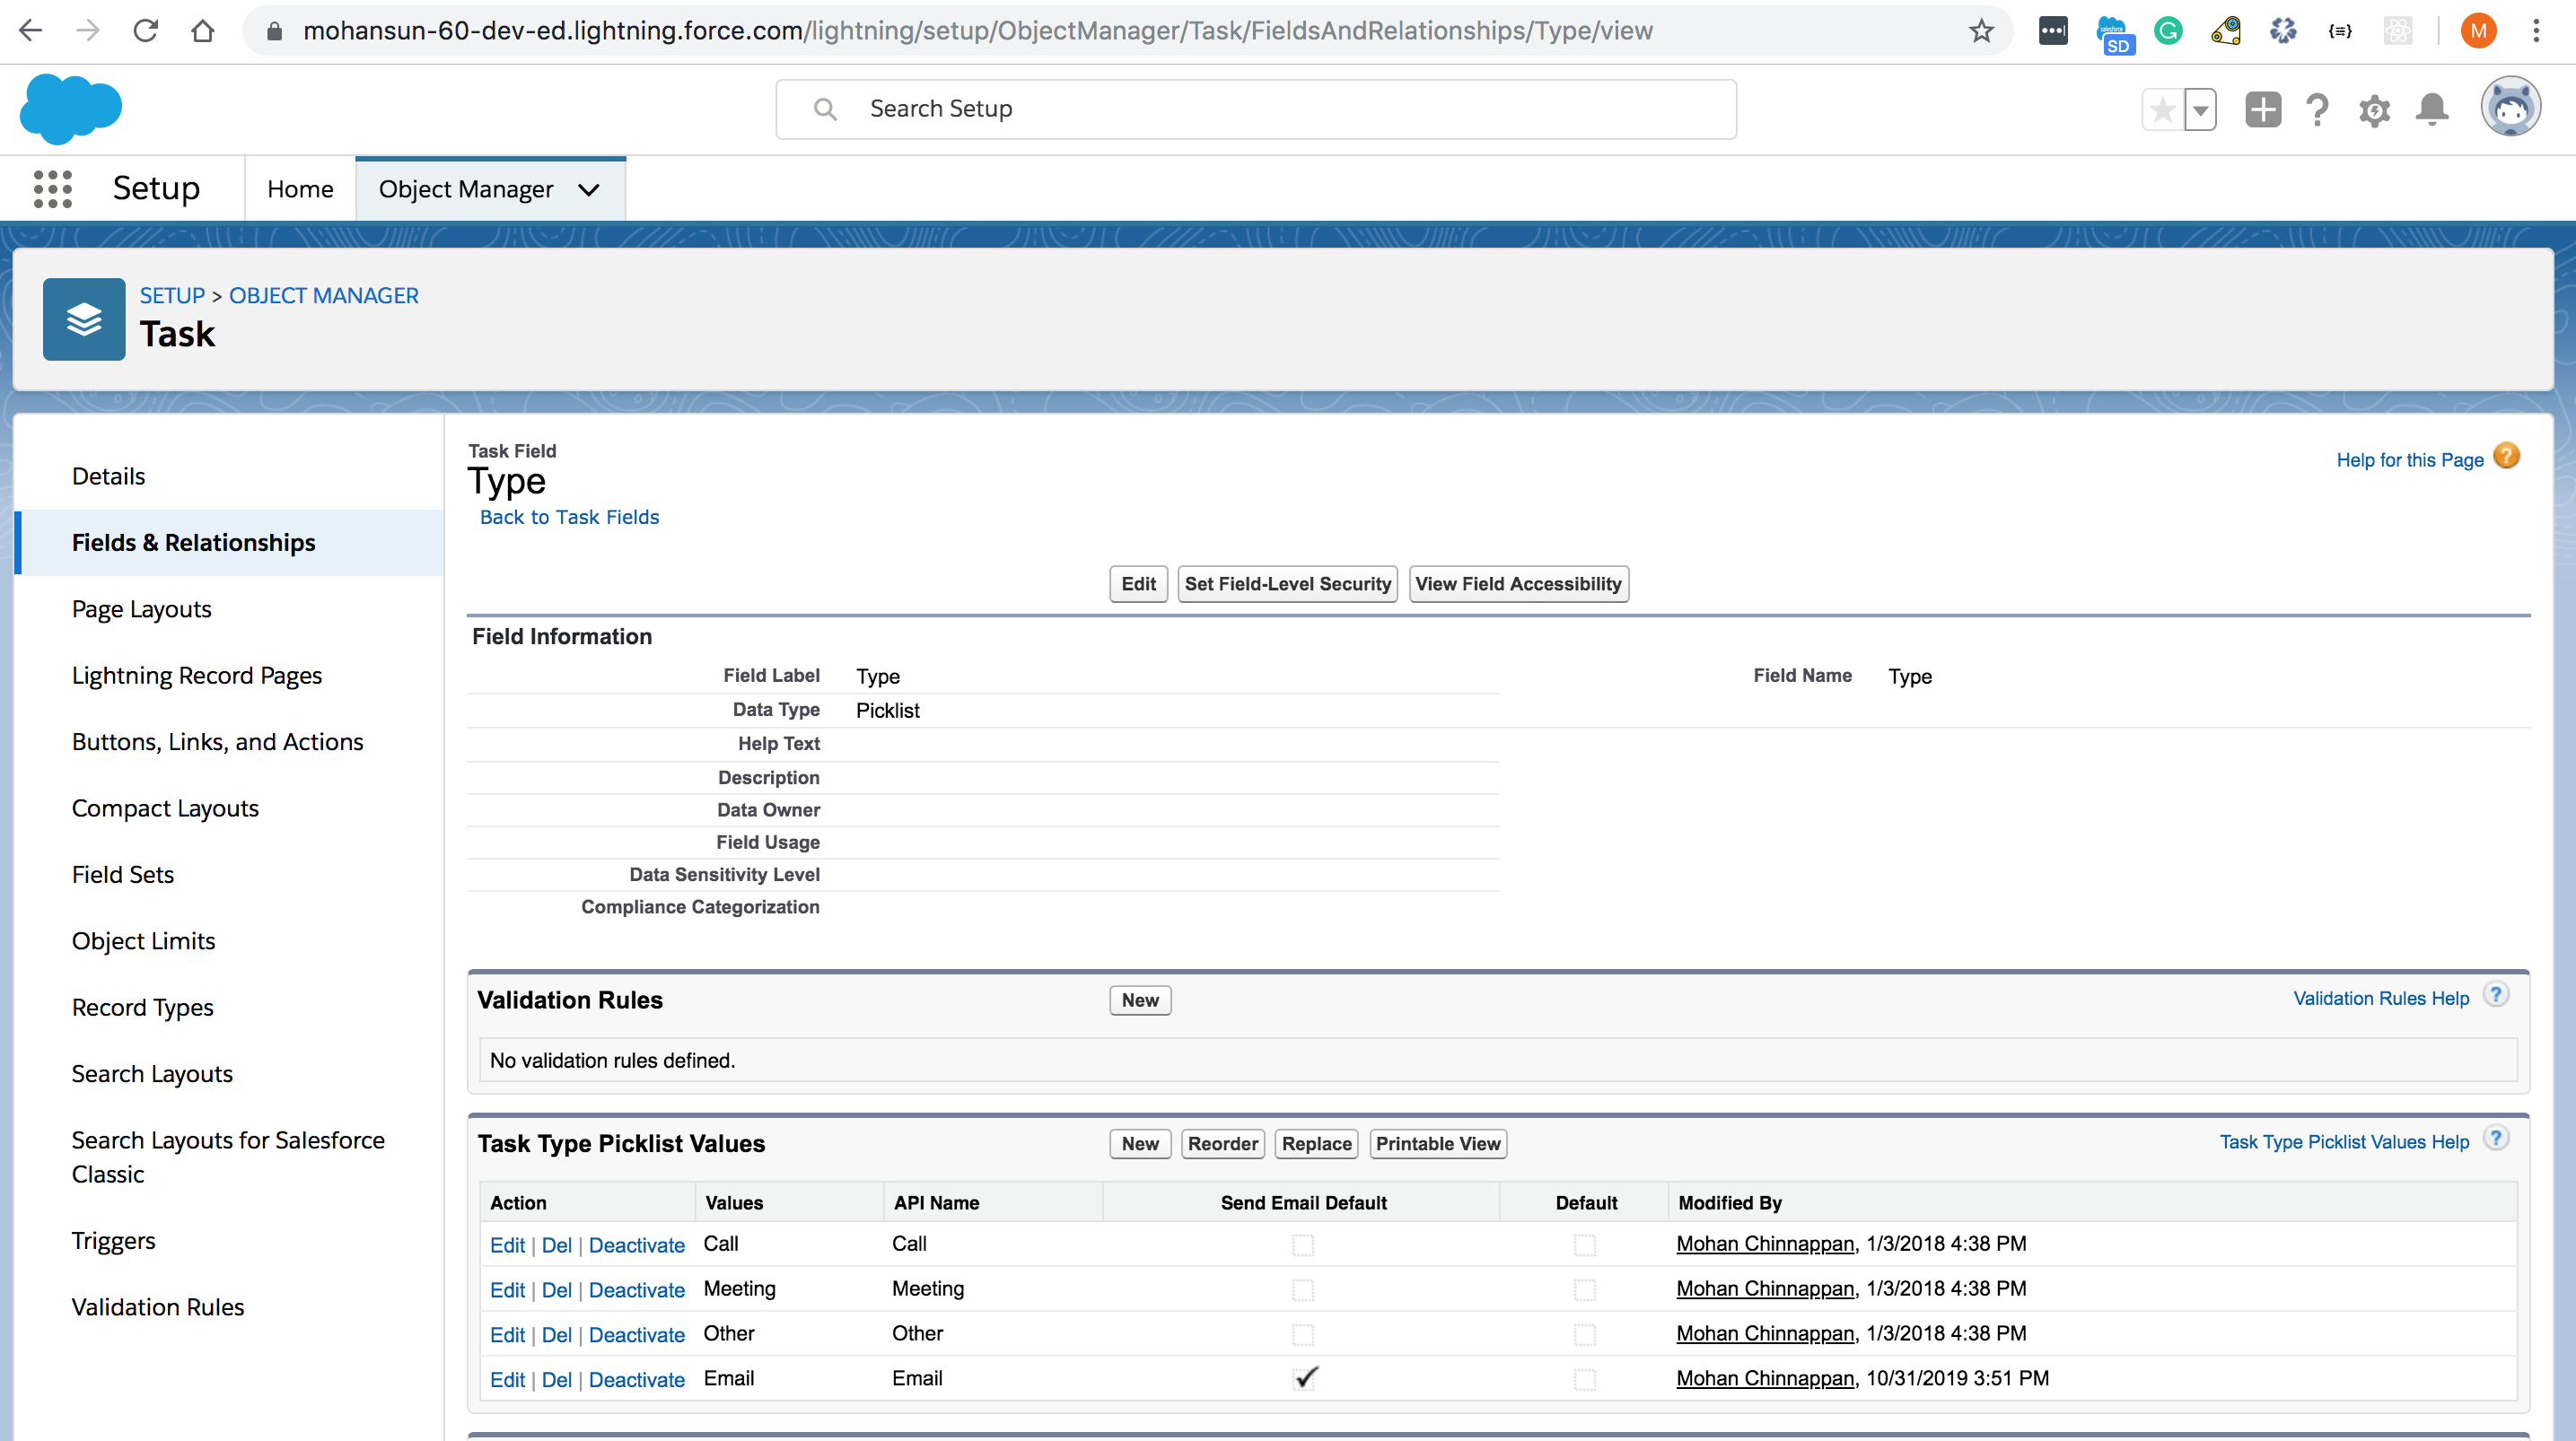 mohansun-60-dev-ed.lightning.force.com/lightning/setup/ObjectManager/Task/FieldsAndRelationships/Type/view
SD
G
M
Search Setup
Setup
Home
Object Manager
SETUP > OBJECT MANAGER
Task
Details
Fields & Relationships
Page Layouts
Lightning Record Pages
Buttons, Links, and Actions
Compact Layouts
Field Sets
Object Limits
Record Types
Search Layouts
Search Layouts for Salesforce
Classic
Triggers
Validation Rules
Task Field
Type
Back to Task Fields
Help for this Page ?
Edit Set Field-Level Security View Field Accessibility
Field Information
Field Label Type Field Name Type
Data Type Picklist
Help Text
Description
Data Owner
Field Usage
Data Sensitivity Level
Compliance Categorization
Validation Rules New Validation Rules Help ?
No validation rules defined.
Task Type Picklist Values New Reorder Replace Printable View Task Type Picklist Values Help ?
Action Values API Name Send Email Default Default Modified By
Edit | Del | Deactivate Call Call Mohan Chinnappan, 1/3/2018 4:38 PM
Edit | Del | Deactivate Meeting Meeting Mohan Chinnappan, 1/3/2018 4:38 PM
Edit | Del | Deactivate Other Other Mohan Chinnappan, 1/3/2018 4:38 PM
Edit | Del | Deactivate Email Email Mohan Chinnappan, 10/31/2019 3:51 PM